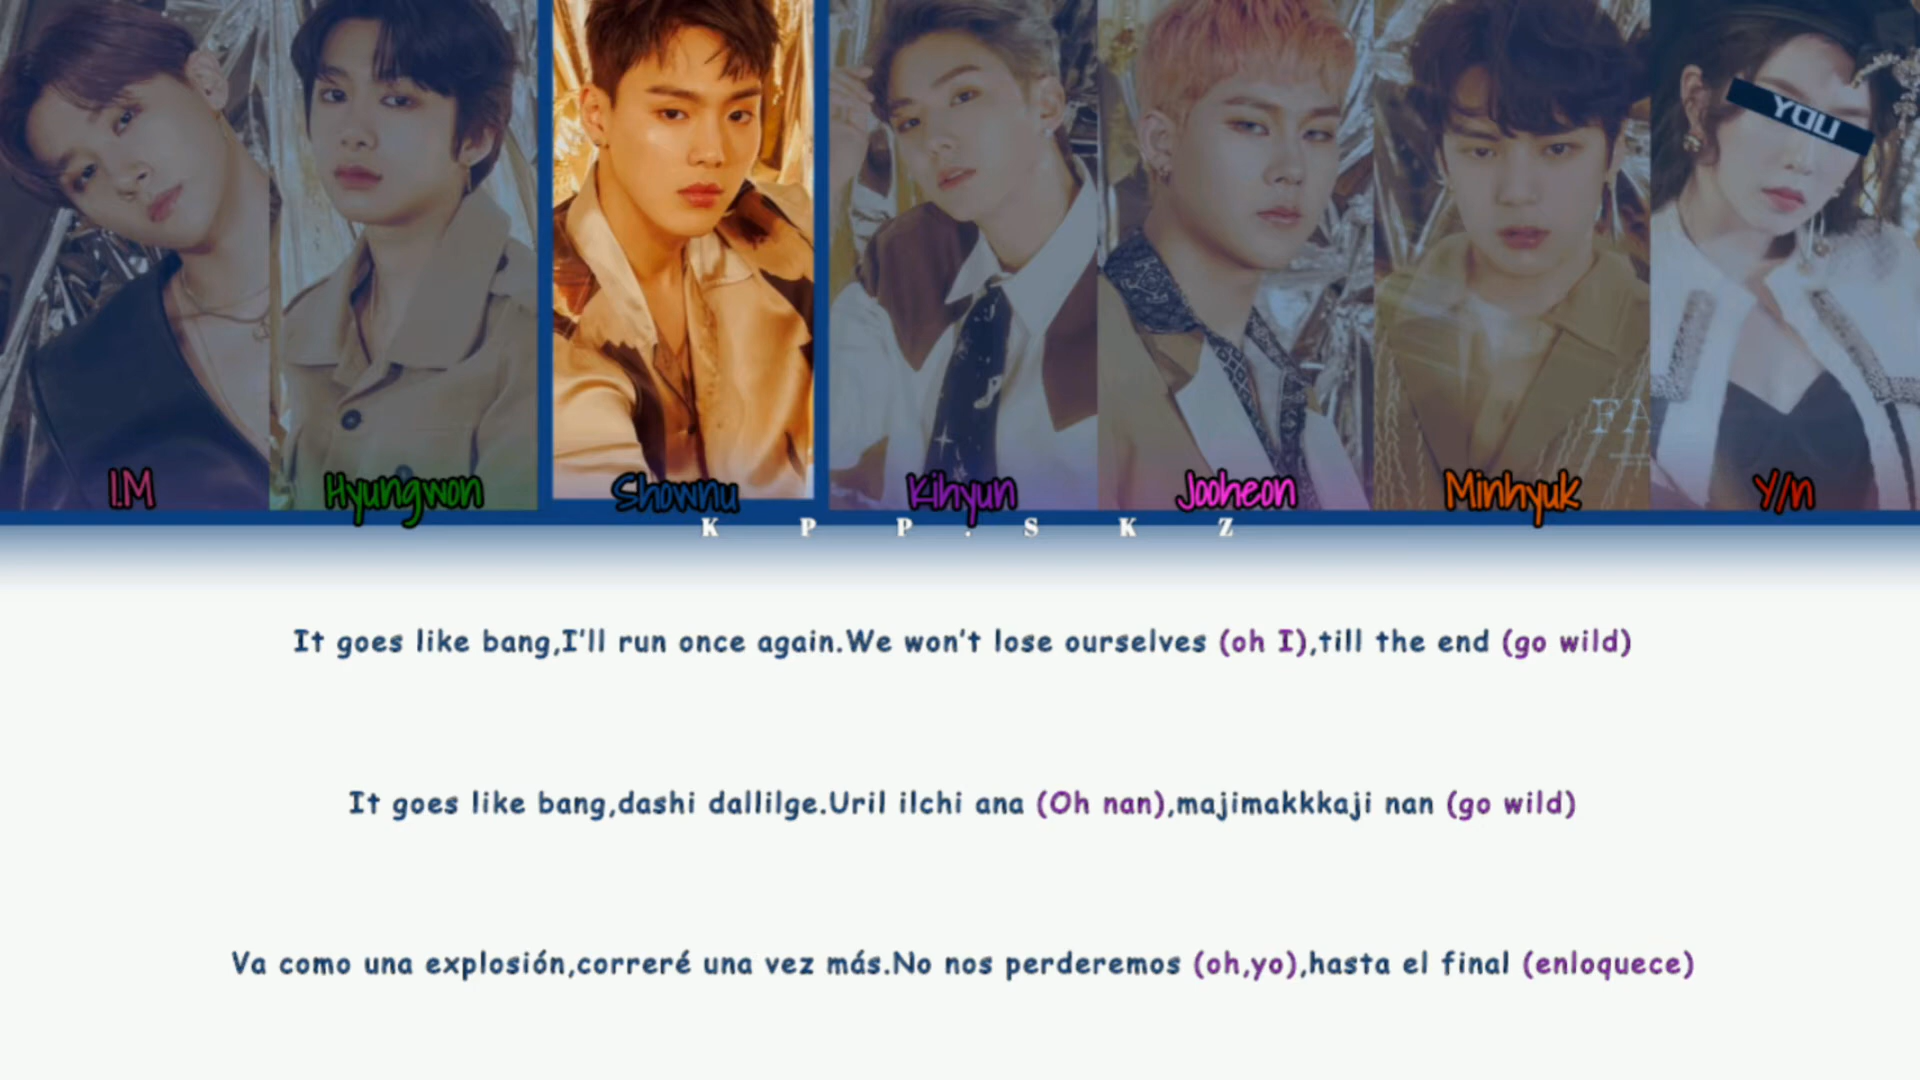 YOU
FA
I.M Hyungwon Shownu Kihyun Jooheon Minhyuk Y/n
K P P . S K Z
It goes like bang,I'll run once again.We won't lose ourselves (oh I),till the end (go wild)
It goes like bang,dashi dallilge.Uril ilchi ana (Oh nan),majimakkkaji nan (go wild)
Va como una explosión,correré una vez más.No nos perderemos (oh,yo),hasta el final (enloquece)